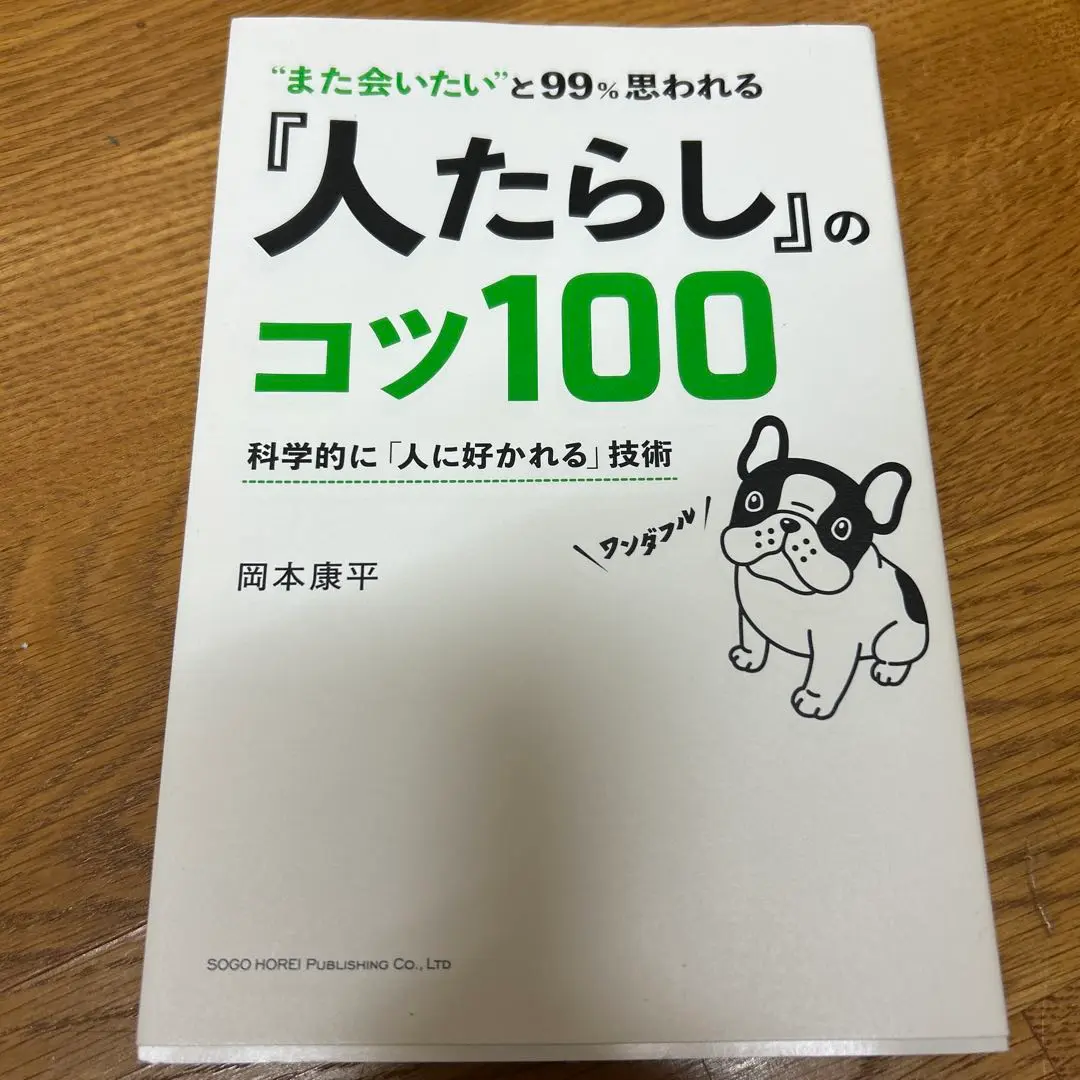 “また会いたい”と99%思われる
『人たらし』の
コツ100
科学的に「人に好かれる」技術
ワンダフル
岡本康平
SOGO HOREI PUBLISHING CO., LTD